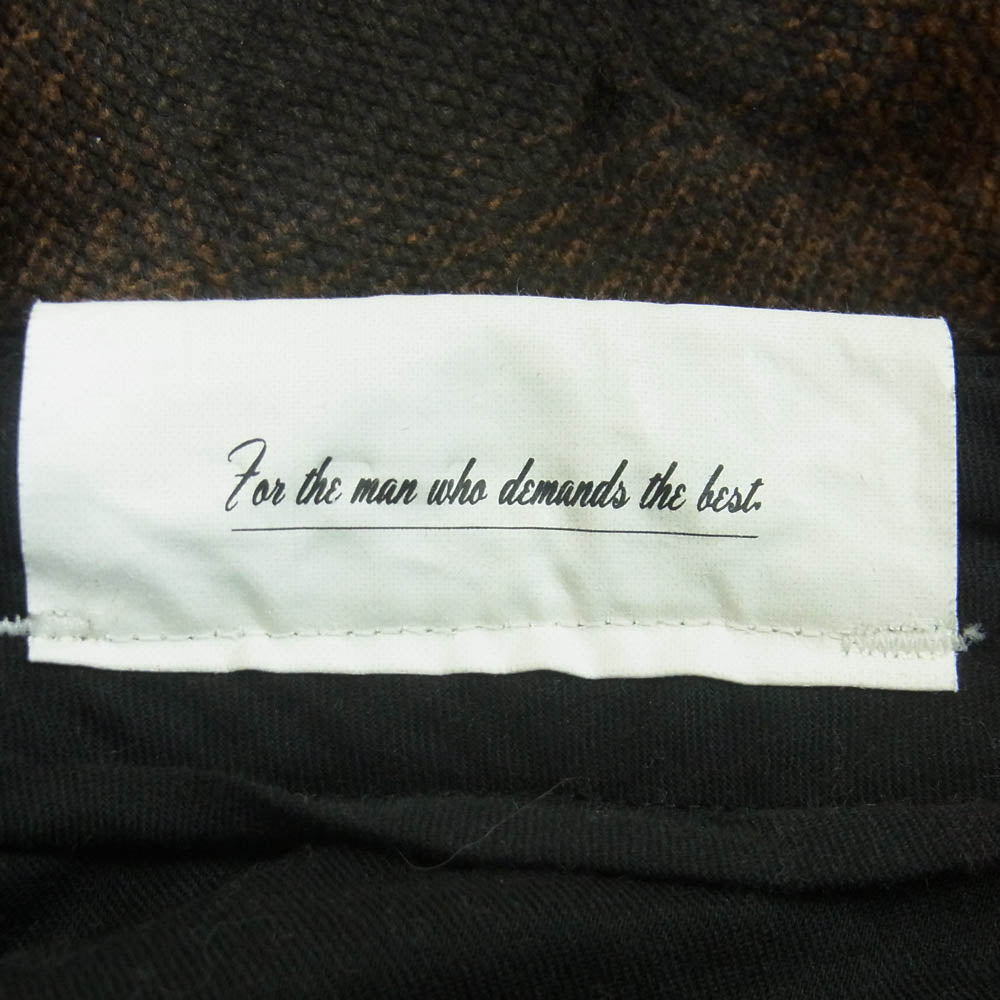 For the man who demands the best.